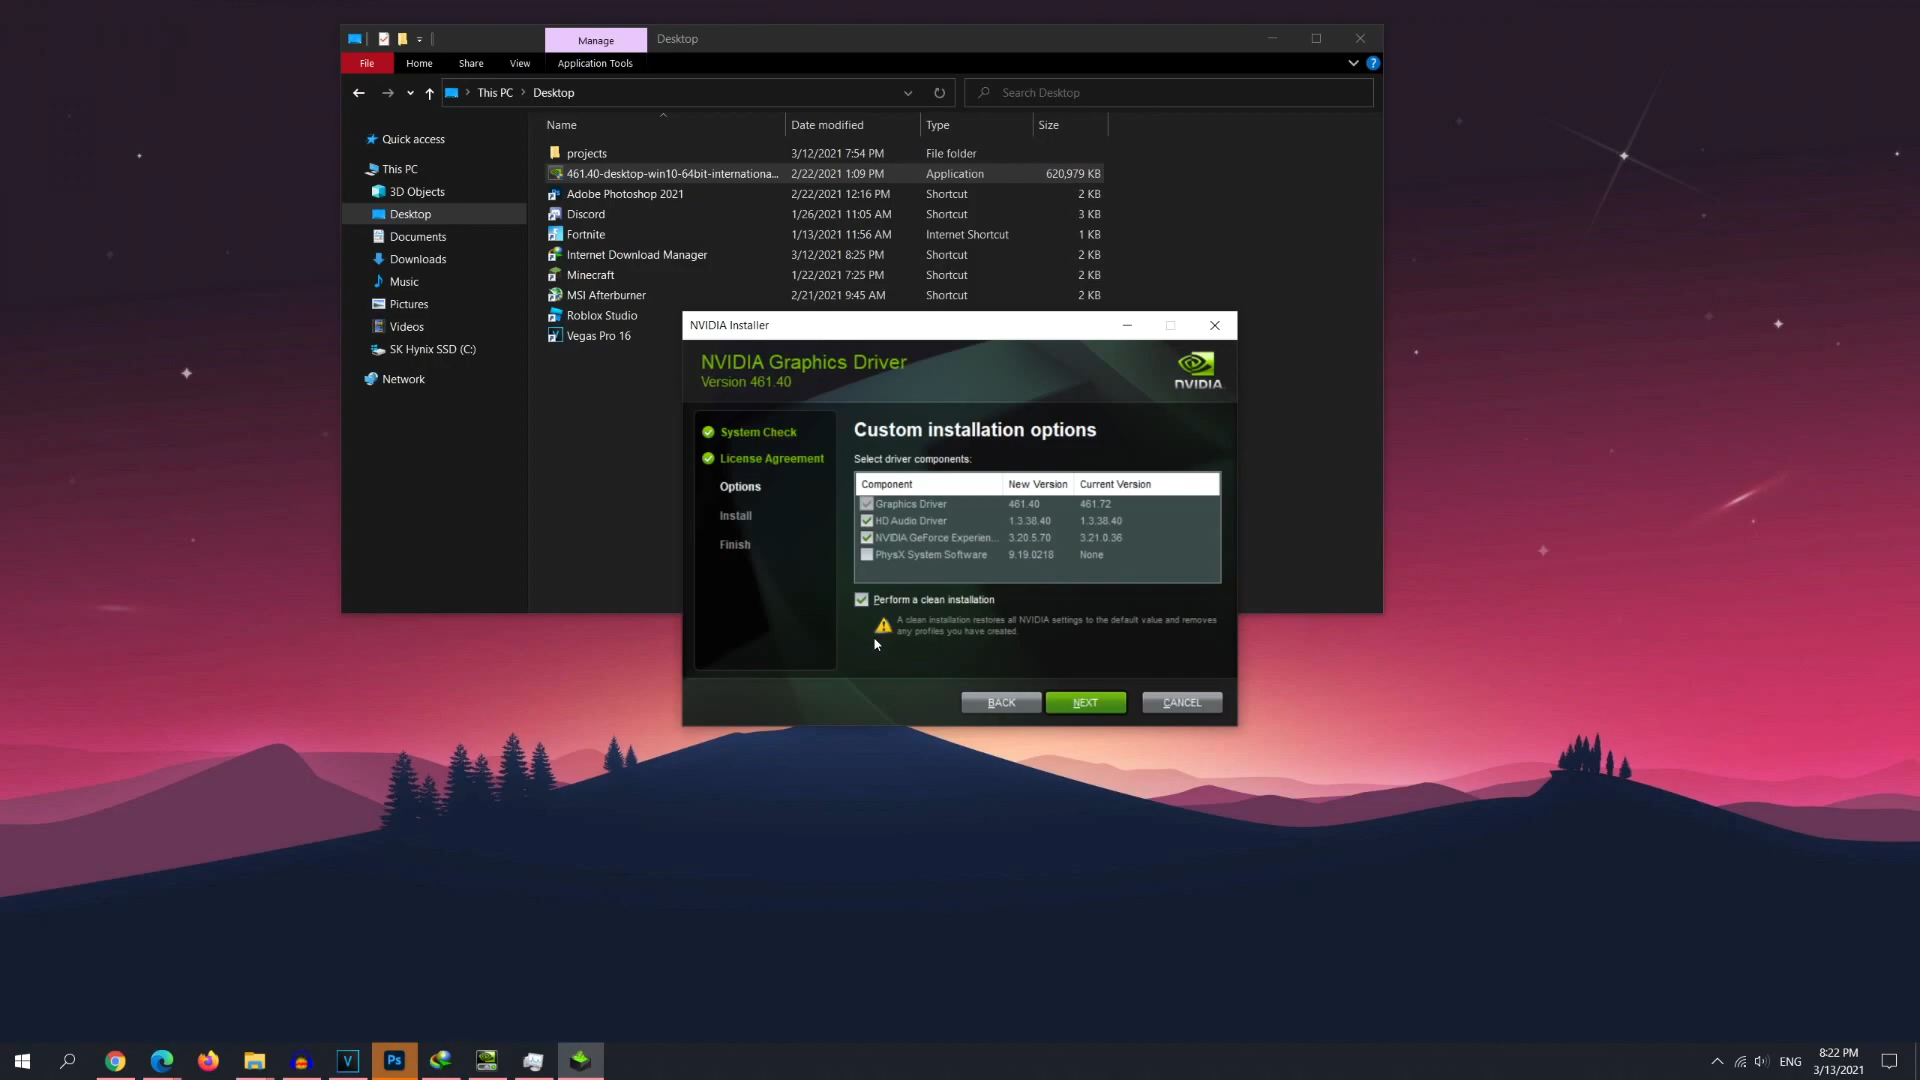 Manage
Desktop
File
Home
Share
View
Application Tools
?
This PC
Desktop
Search Desktop
Name
Date modified
Type
Size
Quick access
This PC
3D Objects
Desktop
Documents
Downloads
Music
Pictures
Videos
SK Hynix SSD (C:)
Network
projects 3/12/2021 7:54 PM File folder
461.40-desktop-win10-64bit-internationa... 2/22/2021 1:09 PM Application 620,979 KB
Adobe Photoshop 2021 2/22/2021 12:16 PM Shortcut 2 KB
Discord 1/26/2021 11:05 AM Shortcut 3 KB
Fortnite 1/13/2021 11:56 AM Internet Shortcut 1 KB
Internet Download Manager 3/12/2021 8:25 PM Shortcut 2 KB
Minecraft 1/22/2021 7:25 PM Shortcut 2 KB
MSI Afterburner 2/21/2021 9:45 AM Shortcut 2 KB
Roblox Studio
Vegas Pro 16
NVIDIA Installer
NVIDIA Graphics Driver
Version 461.40
NVIDIA
System Check
License Agreement
Options
Install
Finish
Custom installation options
Select driver components:
Component New Version Current Version
Graphics Driver 461.40 461.72
HD Audio Driver 1.3.38.40 1.3.38.40
NVIDIA GeForce Experien... 3.20.5.70 3.21.0.36
PhysX System Software 9.19.0218 None
Perform a clean installation
A clean installation restores all NVIDIA settings to the default value and removes
any profiles you have created.
BACK
NEXT
CANCEL
V
Ps
ENG
8:22 PM
3/13/2021